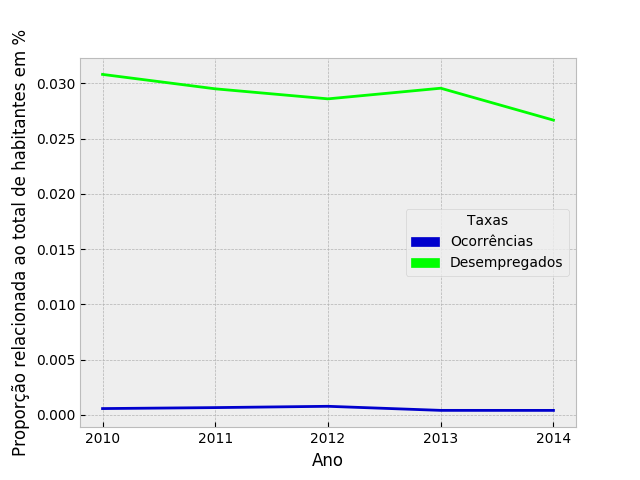 Proporção relacionada ao total de habitantes em %
0.030
0.025
0.020
0.015
0.010
0.005
0.000
Taxas
Ocorrências
Desempregados
2010 2011 2012 2013 2014
Ano